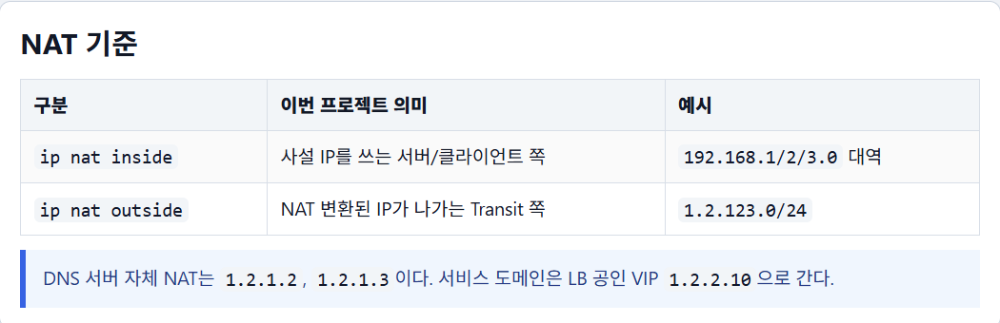 NAT 기준
구분 이번 프로젝트 의미 예시
ip nat inside 사설 IP를 쓰는 서버/클라이언트 쪽 192.168.1/2/3.0 대역
ip nat outside NAT 변환된 IP가 나가는 Transit 쪽 1.2.123.0/24
DNS 서버 자체 NAT는 1.2.1.2 , 1.2.1.3 이다. 서비스 도메인은 LB 공인 VIP 1.2.2.10 으로 간다.